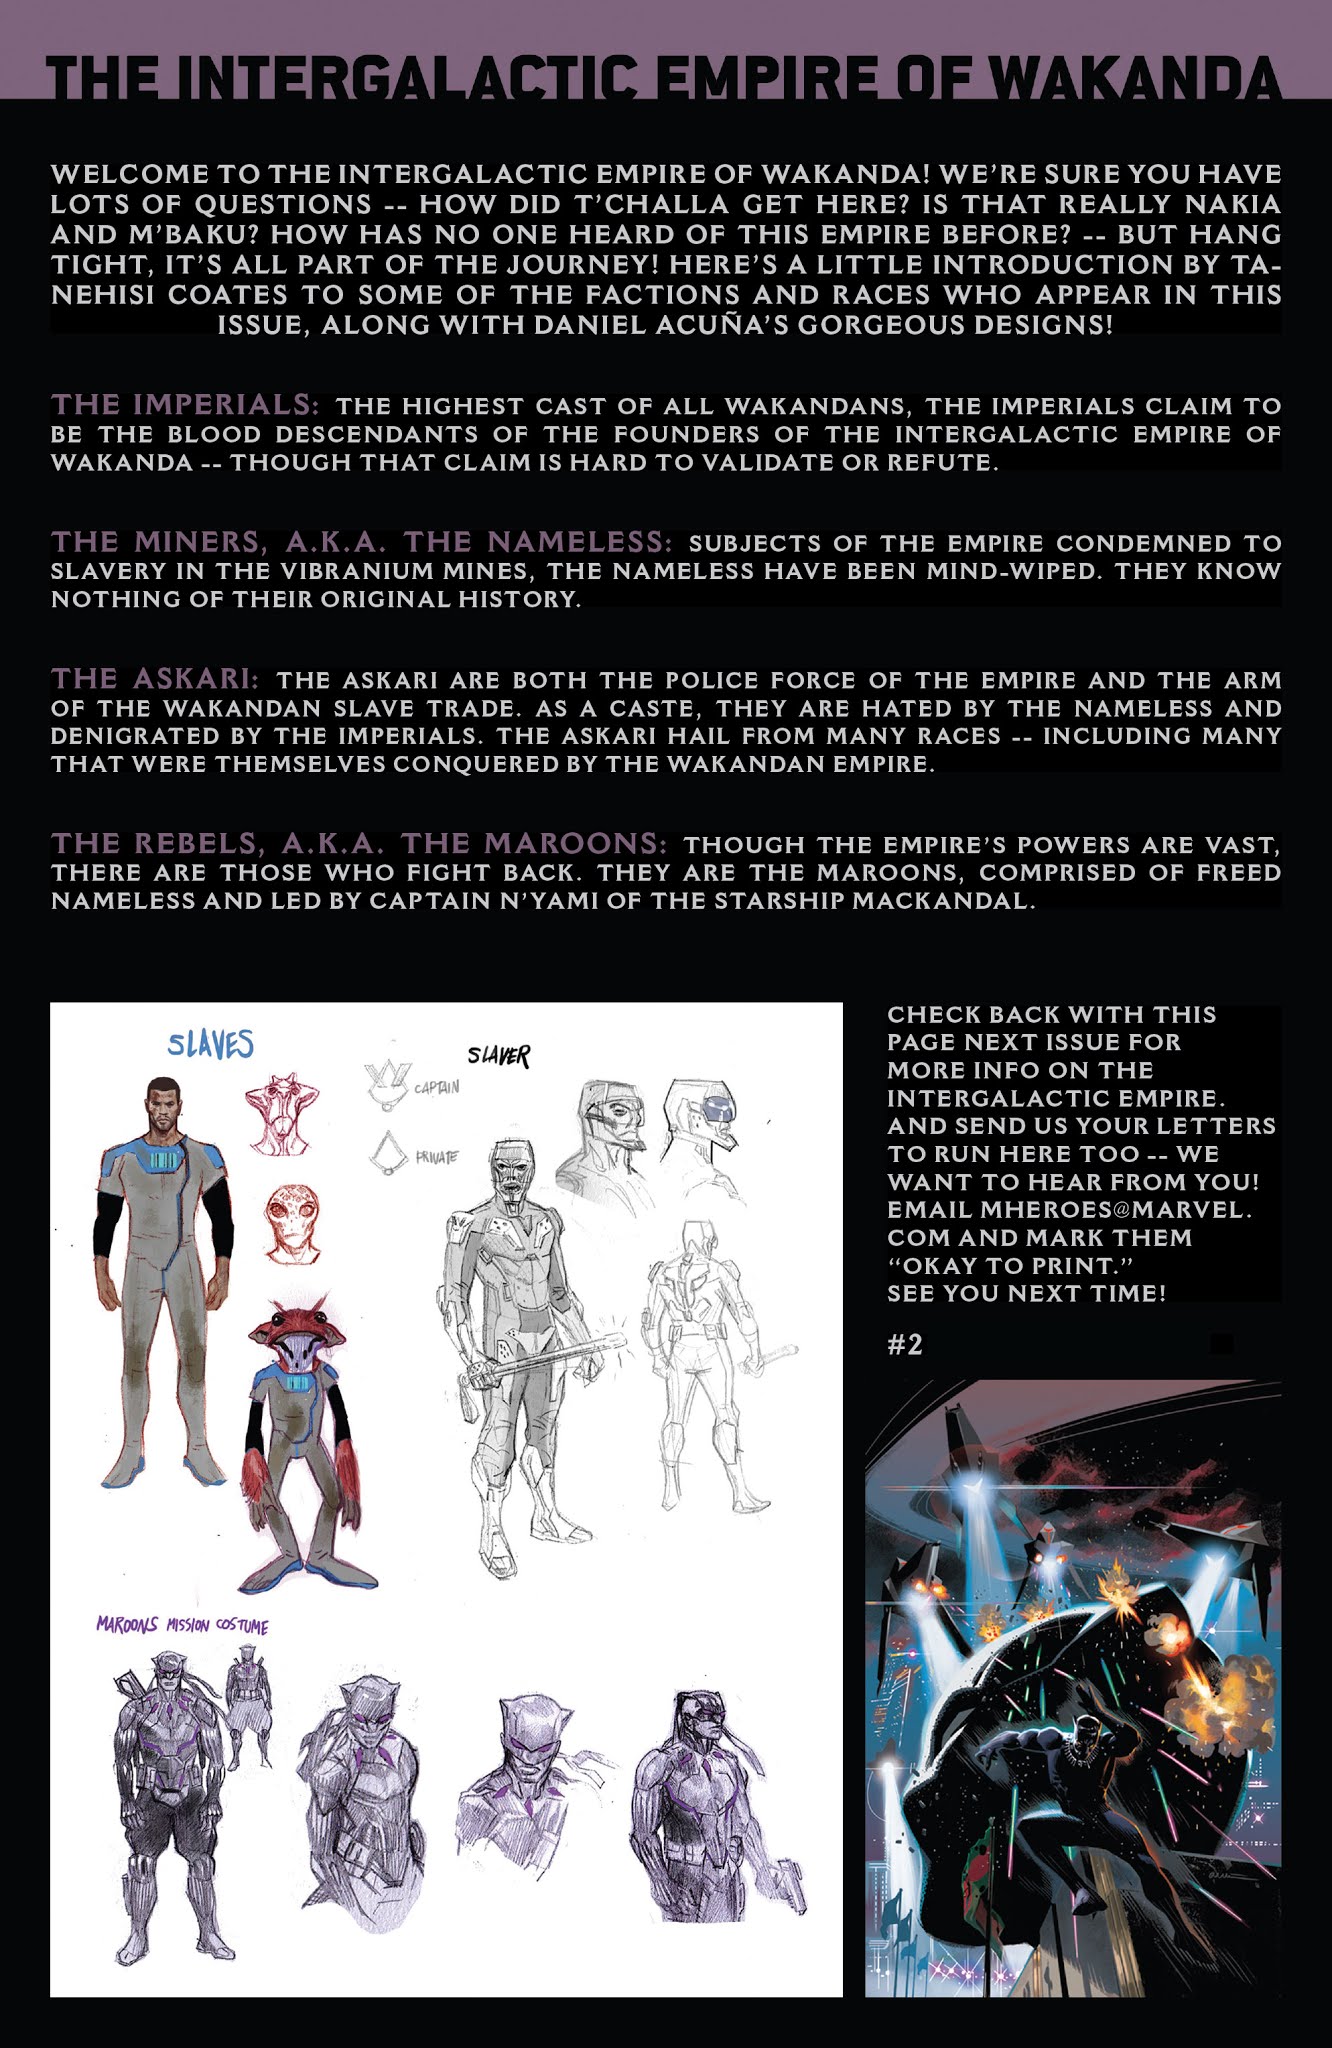 THE INTERGALACTIC EMPIRE OF WAKANDA
WELCOME TO THE INTERGALACTIC EMPIRE OF WAKANDA! WE'RE SURE YOU HAVE
LOTS OF QUESTIONS -- HOW DID T'CHALLA GET HERE? IS THAT REALLY NAKIA
AND M'BAKU? HOW HAS NO ONE HEARD OF THIS EMPIRE BEFORE? -- BUT HANG
TIGHT, IT'S ALL PART OF THE JOURNEY! HERE'S A LITTLE INTRODUCTION BY TA-
NEHISI COATES TO SOME OF THE FACTIONS AND RACES WHO APPEAR IN THIS
ISSUE, ALONG WITH DANIEL ACUÑA'S GORGEOUS DESIGNS!
THE IMPERIALS: THE HIGHEST CAST OF ALL WAKANDANS, THE IMPERIALS CLAIM TO
BE THE BLOOD DESCENDANTS OF THE FOUNDERS OF THE INTERGALACTIC EMPIRE OF
WAKANDA -- THOUGH THAT CLAIM IS HARD TO VALIDATE OR REFUTE.
THE MINERS, A.K.A. THE NAMELESS: SUBJECTS OF THE EMPIRE CONDEMNED TO
SLAVERY IN THE VIBRANIUM MINES, THE NAMELESS HAVE BEEN MIND-WIPED. THEY KNOW
NOTHING OF THEIR ORIGINAL HISTORY.
THE ASKARI: THE ASKARI ARE BOTH THE POLICE FORCE OF THE EMPIRE AND THE ARM
OF THE WAKANDAN SLAVE TRADE. AS A CASTE, THEY ARE HATED BY THE NAMELESS AND
DENIGRATED BY THE IMPERIALS. THE ASKARI HAIL FROM MANY RACES -- INCLUDING MANY
THAT WERE THEMSELVES CONQUERED BY THE WAKANDAN EMPIRE.
THE REBELS, A.K.A. THE MAROONS: THOUGH THE EMPIRE'S POWERS ARE VAST,
THERE ARE THOSE WHO FIGHT BACK. THEY ARE THE MAROONS, COMPRISED OF FREED
NAMELESS AND LED BY CAPTAIN N'YAMI OF THE STARSHIP MACKANDAL.
SLAVES
SLAVER
CAPTAIN
PRIVATE
MAROONS MISSION COSTUME
CHECK BACK WITH THIS
PAGE NEXT ISSUE FOR
MORE INFO ON THE
INTERGALACTIC EMPIRE.
AND SEND US YOUR LETTERS
TO RUN HERE TOO -- WE
WANT TO HEAR FROM YOU!
EMAIL MHEROES@MARVEL.
COM AND MARK THEM
“OKAY TO PRINT.”
SEE YOU NEXT TIME!
#2